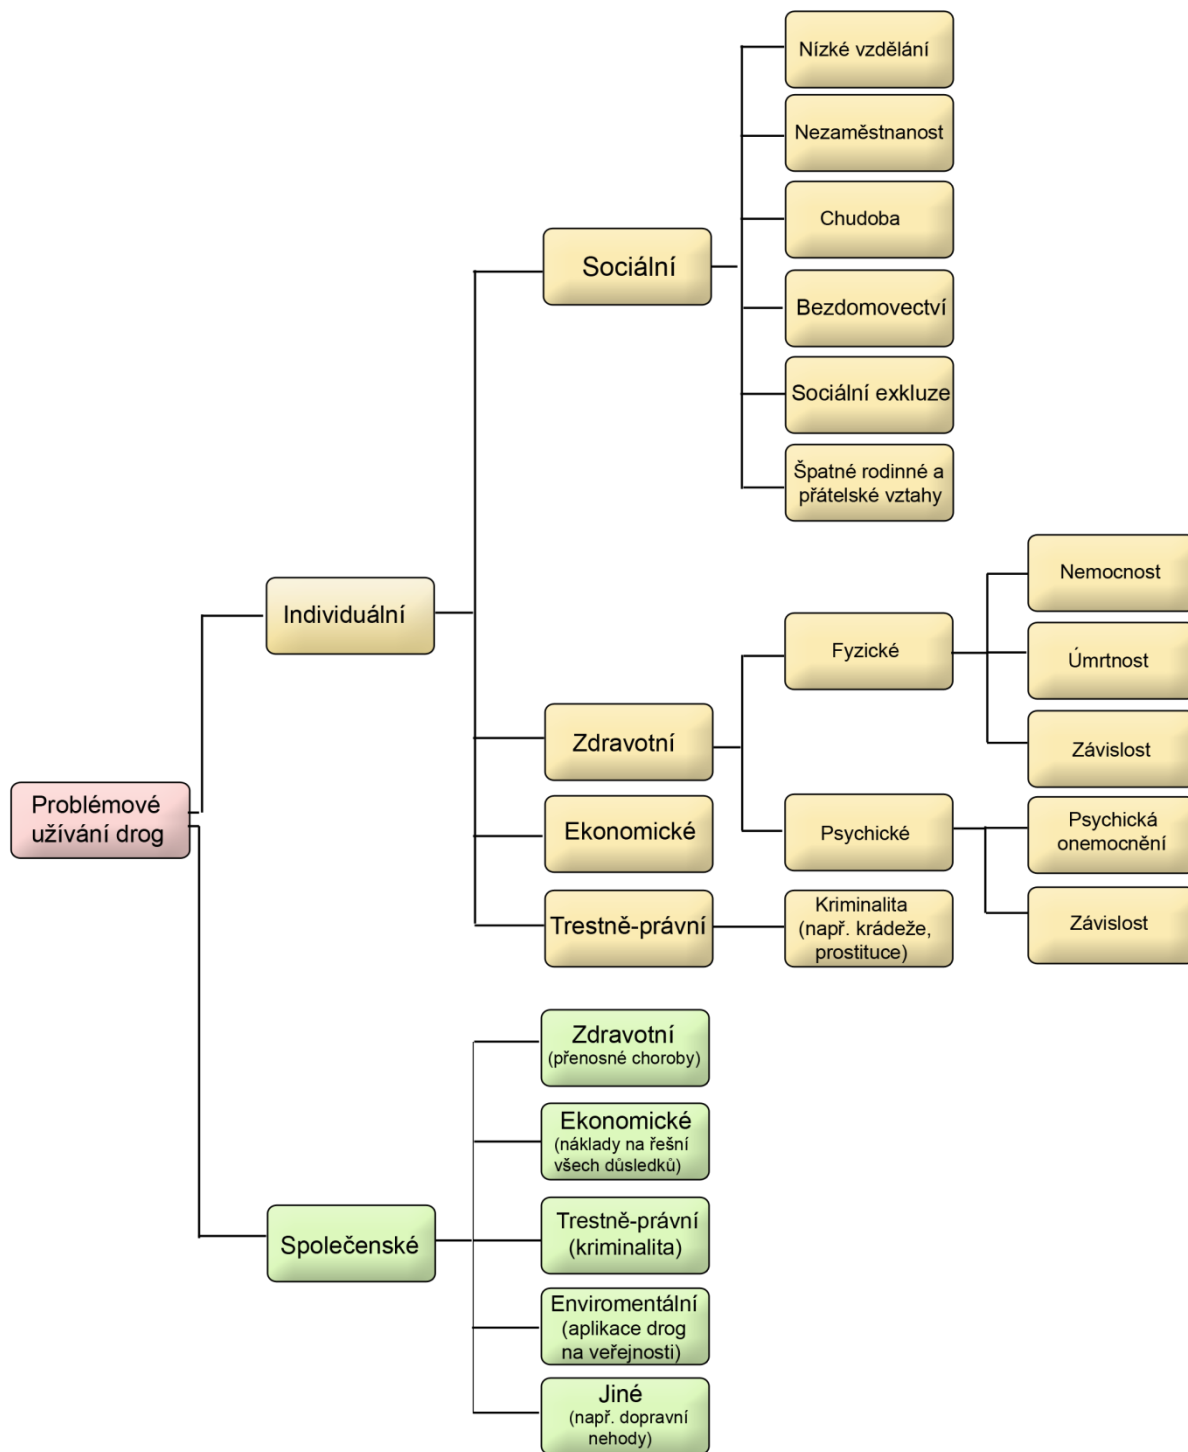 Problémové
užívání drog
Individuální
Sociální
Nízké vzdělání
Nezaměstnanost
Chudoba
Bezdomovectví
Sociální exkluze
Špatné rodinné a
přátelské vztahy
Zdravotní
Fyzické
Nemocnost
Úmrtnost
Závislost
Psychické
Psychická
onemocnění
Závislost
Ekonomické
Trestně-právní
Kriminalita
(např. krádeže,
prostituce)
Společenské
Zdravotní
(přenosné choroby)
Ekonomické
(náklady na řešní
všech důsledků)
Trestně-právní
(kriminalita)
Enviromentální
(aplikace drog
na veřejnosti)
Jiné
(např. dopravní
nehody)